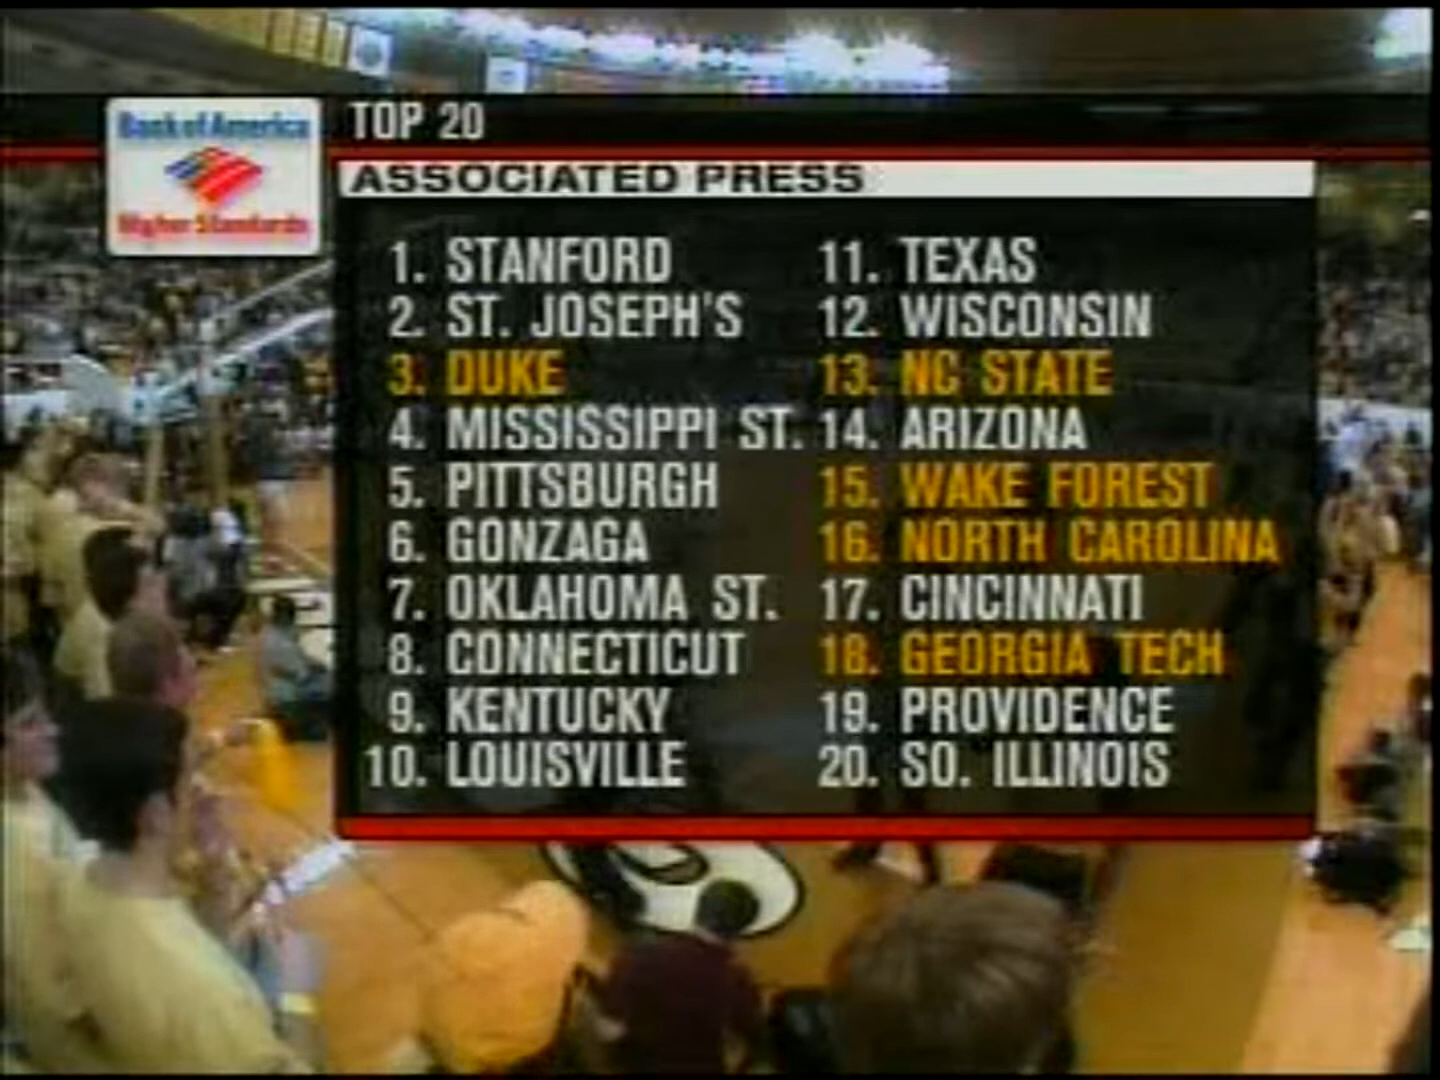 Bank of America
Higher Standards
TOP 20
ASSOCIATED PRESS
1. STANFORD
2. ST. JOSEPH'S
3. DUKE
4. MISSISSIPPI ST.
5. PITTSBURGH
6. GONZAGA
7. OKLAHOMA ST.
8. CONNECTICUT
9. KENTUCKY
10. LOUISVILLE
11. TEXAS
12. WISCONSIN
13. NC STATE
14. ARIZONA
15. WAKE FOREST
16. NORTH CAROLINA
17. CINCINNATI
18. GEORGIA TECH
19. PROVIDENCE
20. SO. ILLINOIS